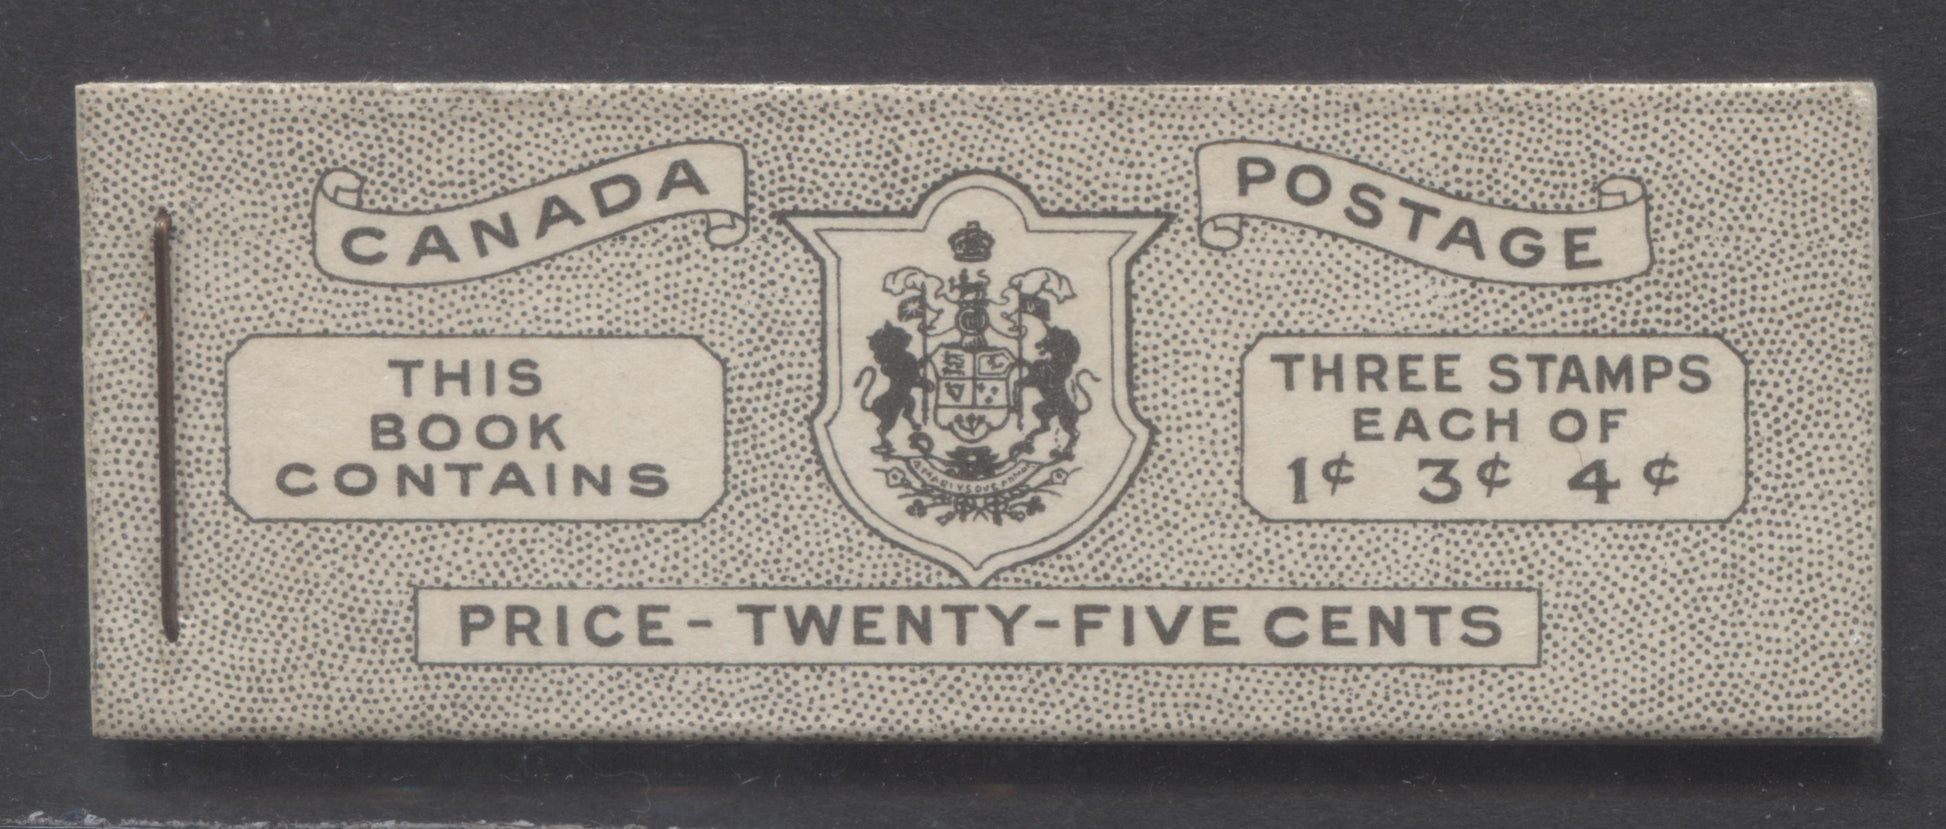 CANADA
POSTAGE
THIS
BOOK
CONTAINS
THREE STAMPS
EACH OF
1¢ 3¢ 4¢
PRICE - TWENTY-FIVE CENTS